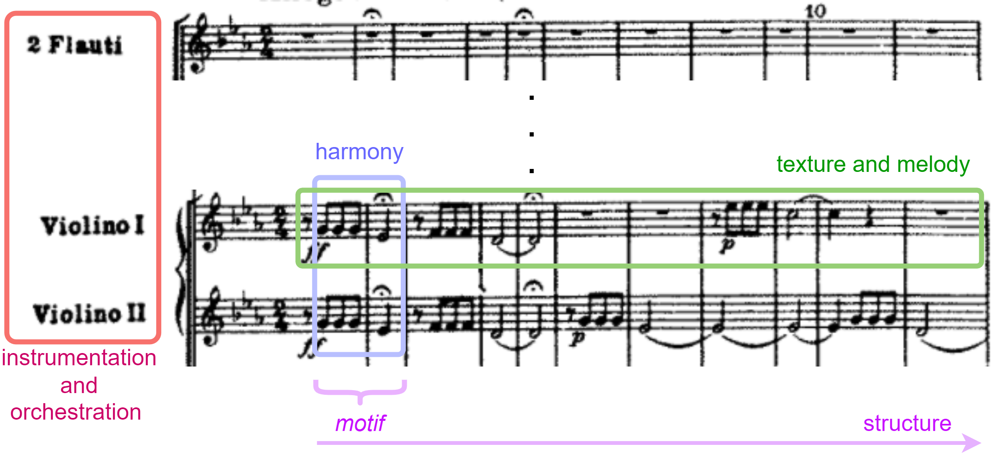 10
2 Flauti
harmony
texture and melody
Violino I
ff
p
Violino II
ff
p
instrumentation
and
orchestration
motif
structure